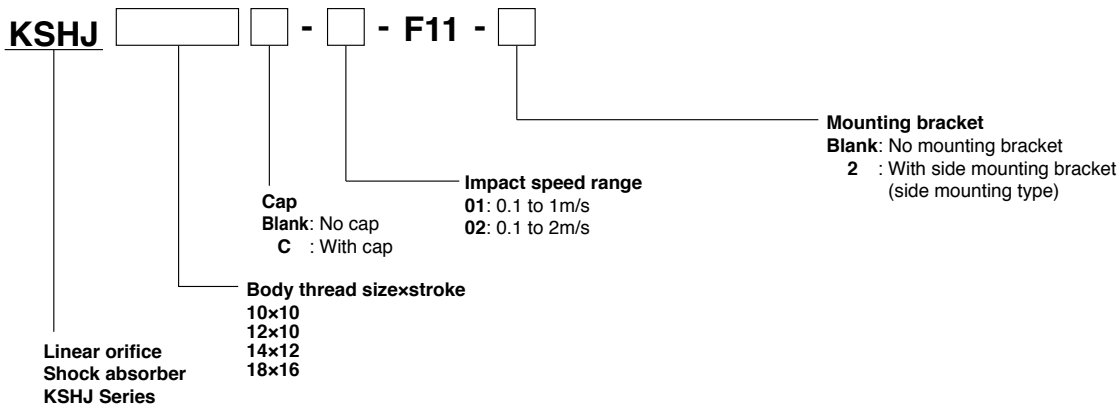 KSHJ - - F11 -
Mounting bracket
Blank: No mounting bracket
2 : With side mounting bracket
(side mounting type)
Impact speed range
01: 0.1 to 1m/s
02: 0.1 to 2m/s
Cap
Blank: No cap
C : With cap
Body thread size×stroke
10×10
12×10
14×12
18×16
Linear orifice
Shock absorber
KSHJ Series